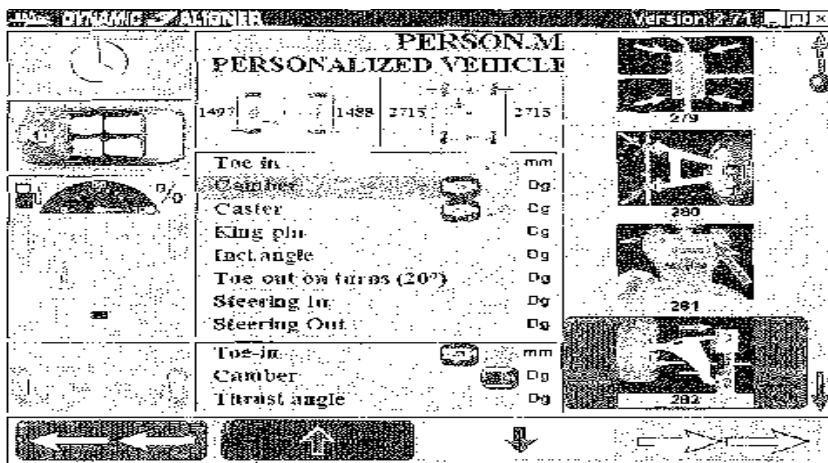 DYNAMIC ALIGNER Version 2.71
PERSON.M
PERSONALIZED VEHICLE
1497 1488 2715 2715
Toe in mm
Camber Dg
Caster Dg
King pin Dg
Incl.angle Dg
Toe out on turns (20°) Dg
Steering In Dg
Steering Out Dg
Toe-in mm
Camber Dg
Thrust angle Dg
%
279
280
281
282